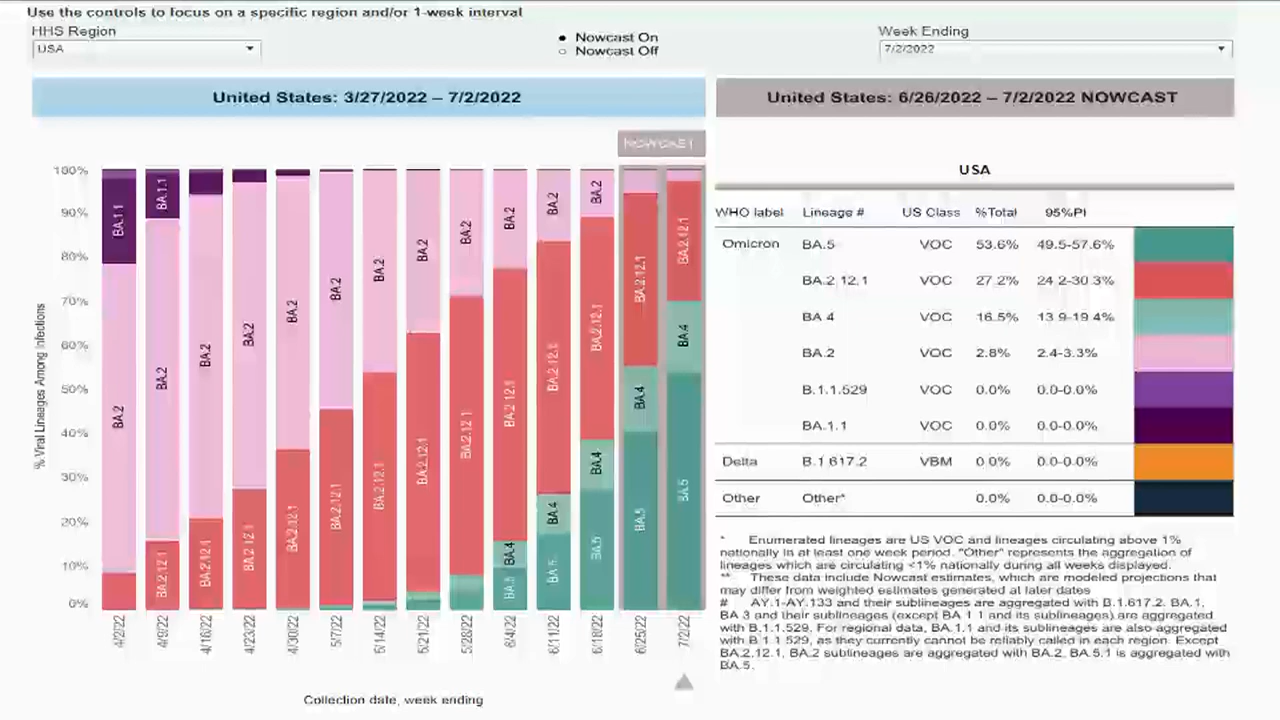 Use the controls to focus on a specific region and/or 1-week interval
HHS Region
USA
Nowcast On
Nowcast Off
Week Ending
7/2/2022
United States: 3/27/2022 – 7/2/2022
NOWCAST
% Viral Lineages Among Infections
100%
90%
80%
70%
60%
50%
40%
30%
20%
10%
0%
BA.1.1
BA.2
BA.1.1
BA.2
BA.2.12.1
BA.2
BA.2.12.1
BA.2
BA.2.12.1
BA.2
BA.2.12.1
BA.2
BA.2.12.1
BA.2
BA.2.12.1
BA.2
BA.2.12.1
BA.2
BA.2.12.1
BA.2
BA.2.12.1
BA.4
BA.5
BA.2
BA.2.12.1
BA.4
BA.5
BA.2
BA.2.12.1
BA.4
BA.5
BA.2.12.1
BA.4
BA.5
BA.2.12.1
BA.4
BA.5
4/2/22
4/9/22
4/16/22
4/23/22
4/30/22
5/7/22
5/14/22
5/21/22
5/28/22
6/4/22
6/11/22
6/18/22
6/25/22
7/2/22
Collection date, week ending
United States: 6/26/2022 – 7/2/2022 NOWCAST
USA
WHO label Lineage # US Class %Total 95%PI
Omicron BA.5 VOC 53.6% 49.5-57.6%
BA.2.12.1 VOC 27.2% 24.2-30.3%
BA.4 VOC 16.5% 13.9-19.4%
BA.2 VOC 2.8% 2.4-3.3%
B.1.1.529 VOC 0.0% 0.0-0.0%
BA.1.1 VOC 0.0% 0.0-0.0%
Delta B.1.617.2 VBM 0.0% 0.0-0.0%
Other Other* 0.0% 0.0-0.0%
* Enumerated lineages are US VOC and lineages circulating above 1%
nationally in at least one week period. "Other" represents the aggregation of
lineages which are circulating <1% nationally during all weeks displayed.
** These data include Nowcast estimates, which are modeled projections that
may differ from weighted estimates generated at later dates
# AY.1-AY.133 and their sublineages are aggregated with B.1.617.2. BA.1,
BA.3 and their sublineages (except BA.1.1 and its sublineages) are aggregated
with B.1.1.529. For regional data, BA.1.1 and its sublineages are also aggregated
with B.1.1.529, as they currently cannot be reliably called in each region. Except
BA.2.12.1, BA.2 sublineages are aggregated with BA.2. BA.5.1 is aggregated with
BA.5.